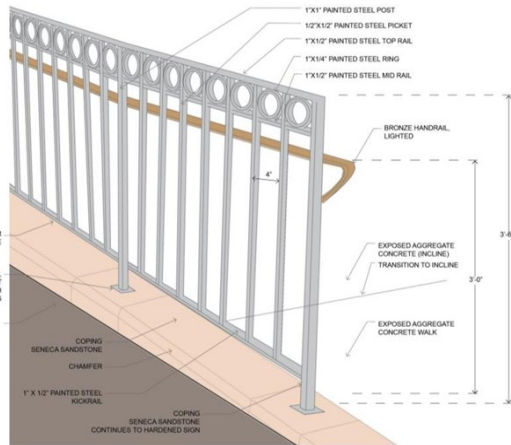 1"X1" PAINTED STEEL POST
1/2"X1/2" PAINTED STEEL PICKET
1"X1/2" PAINTED STEEL TOP RAIL
1"X1/4" PAINTED STEEL RING
1"X1/2" PAINTED STEEL MID RAIL
BRONZE HANDRAIL,
LIGHTED
4"
EXPOSED AGGREGATE
CONCRETE (INCLINE)
TRANSITION TO INCLINE
3'-0"
EXPOSED AGGREGATE
CONCRETE WALK
COPING
SENECA SANDSTONE
CHAMFER
1" X 1/2" PAINTED STEEL
KICKRAIL
COPING
SENECA SANDSTONE
CONTINUES TO HARDENED SIGN